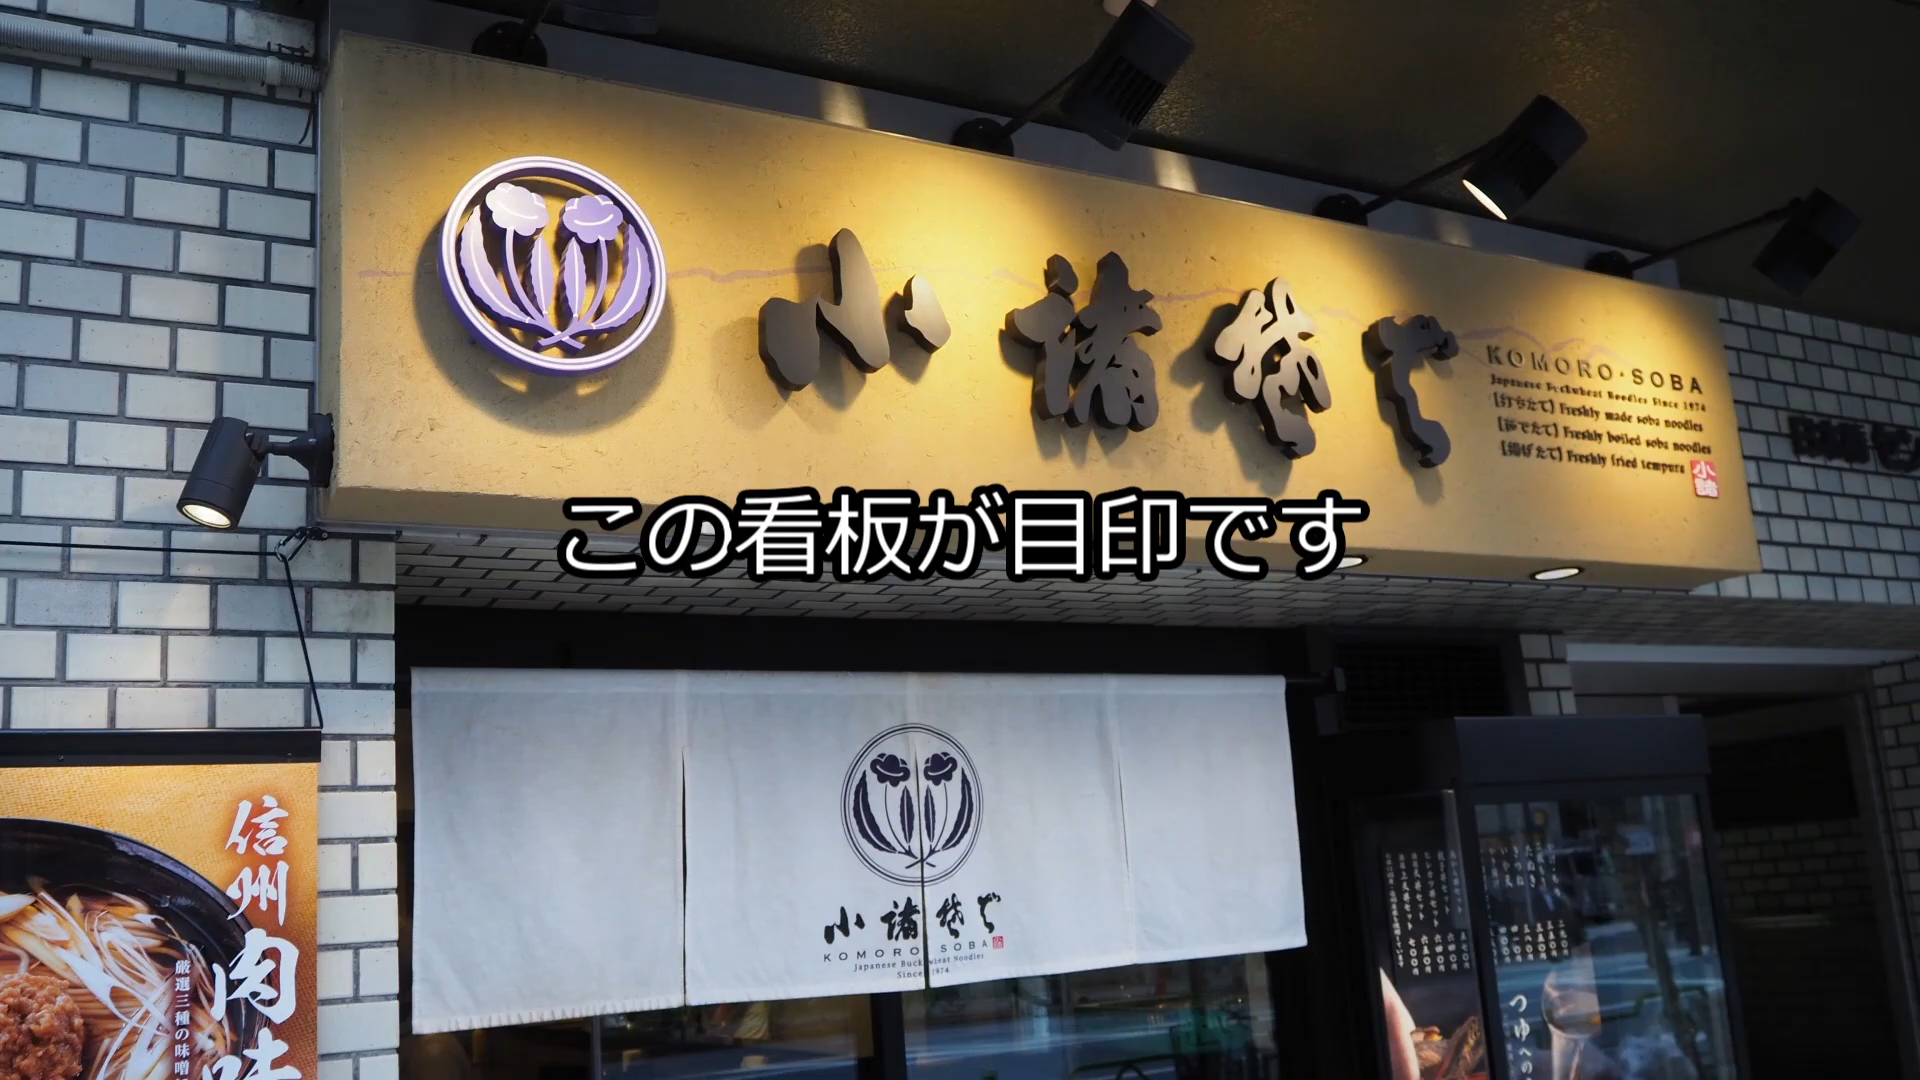 小諸そば
KOMORO・SOBA
Japanese Buckwheat Noodles Since 1974
【打ちたて】Freshly made soba noodles
【茹でたて】Freshly boiled soba noodles
【揚げたて】Freshly fried tempura
小諸
この看板が目印です
小諸そば
KOMORO SOBA
Japanese Buckwheat Noodles
Since 1974
信州肉味
厳選三種の味噌
つゆへの